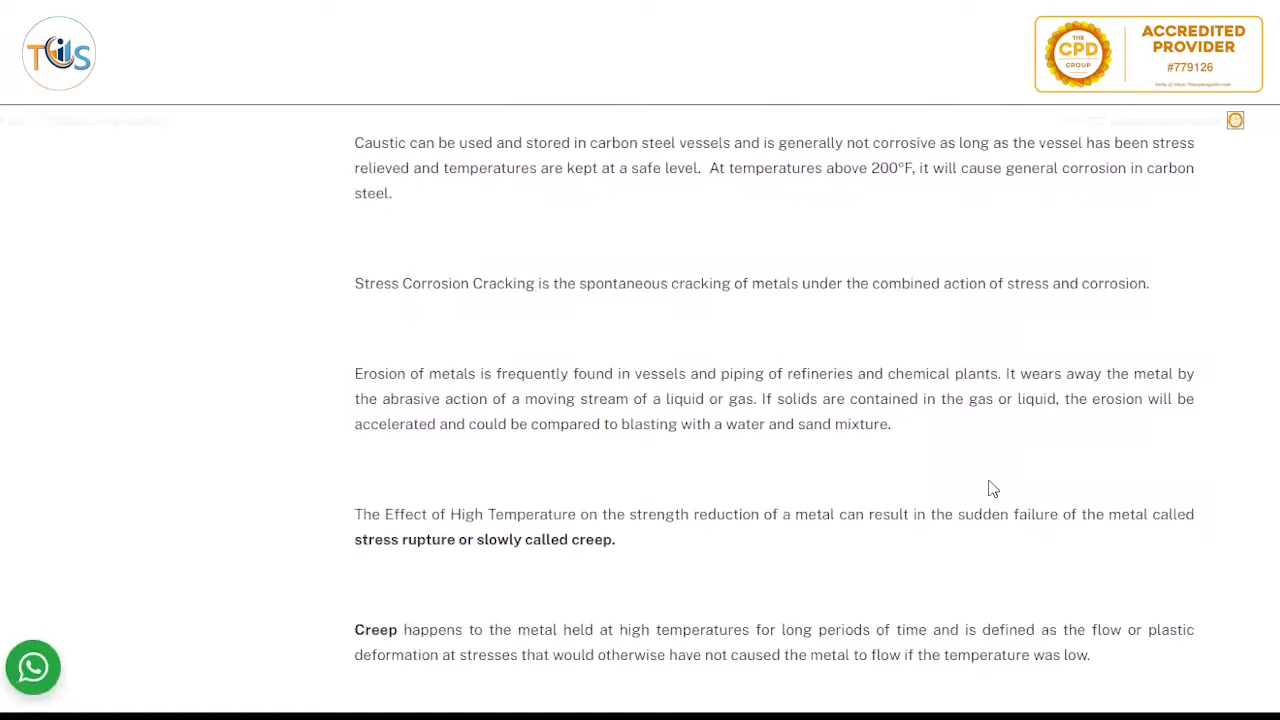 TGILS
THE
CPD
GROUP
ACCREDITED
PROVIDER
#779126
Caustic can be used and stored in carbon steel vessels and is generally not corrosive as long as the vessel has been stress
relieved and temperatures are kept at a safe level. At temperatures above 200°F, it will cause general corrosion in carbon
steel.
Stress Corrosion Cracking is the spontaneous cracking of metals under the combined action of stress and corrosion.
Erosion of metals is frequently found in vessels and piping of refineries and chemical plants. It wears away the metal by
the abrasive action of a moving stream of a liquid or gas. If solids are contained in the gas or liquid, the erosion will be
accelerated and could be compared to blasting with a water and sand mixture.
The Effect of High Temperature on the strength reduction of a metal can result in the sudden failure of the metal called
stress rupture or slowly called creep.
Creep happens to the metal held at high temperatures for long periods of time and is defined as the flow or plastic
deformation at stresses that would otherwise have not caused the metal to flow if the temperature was low.